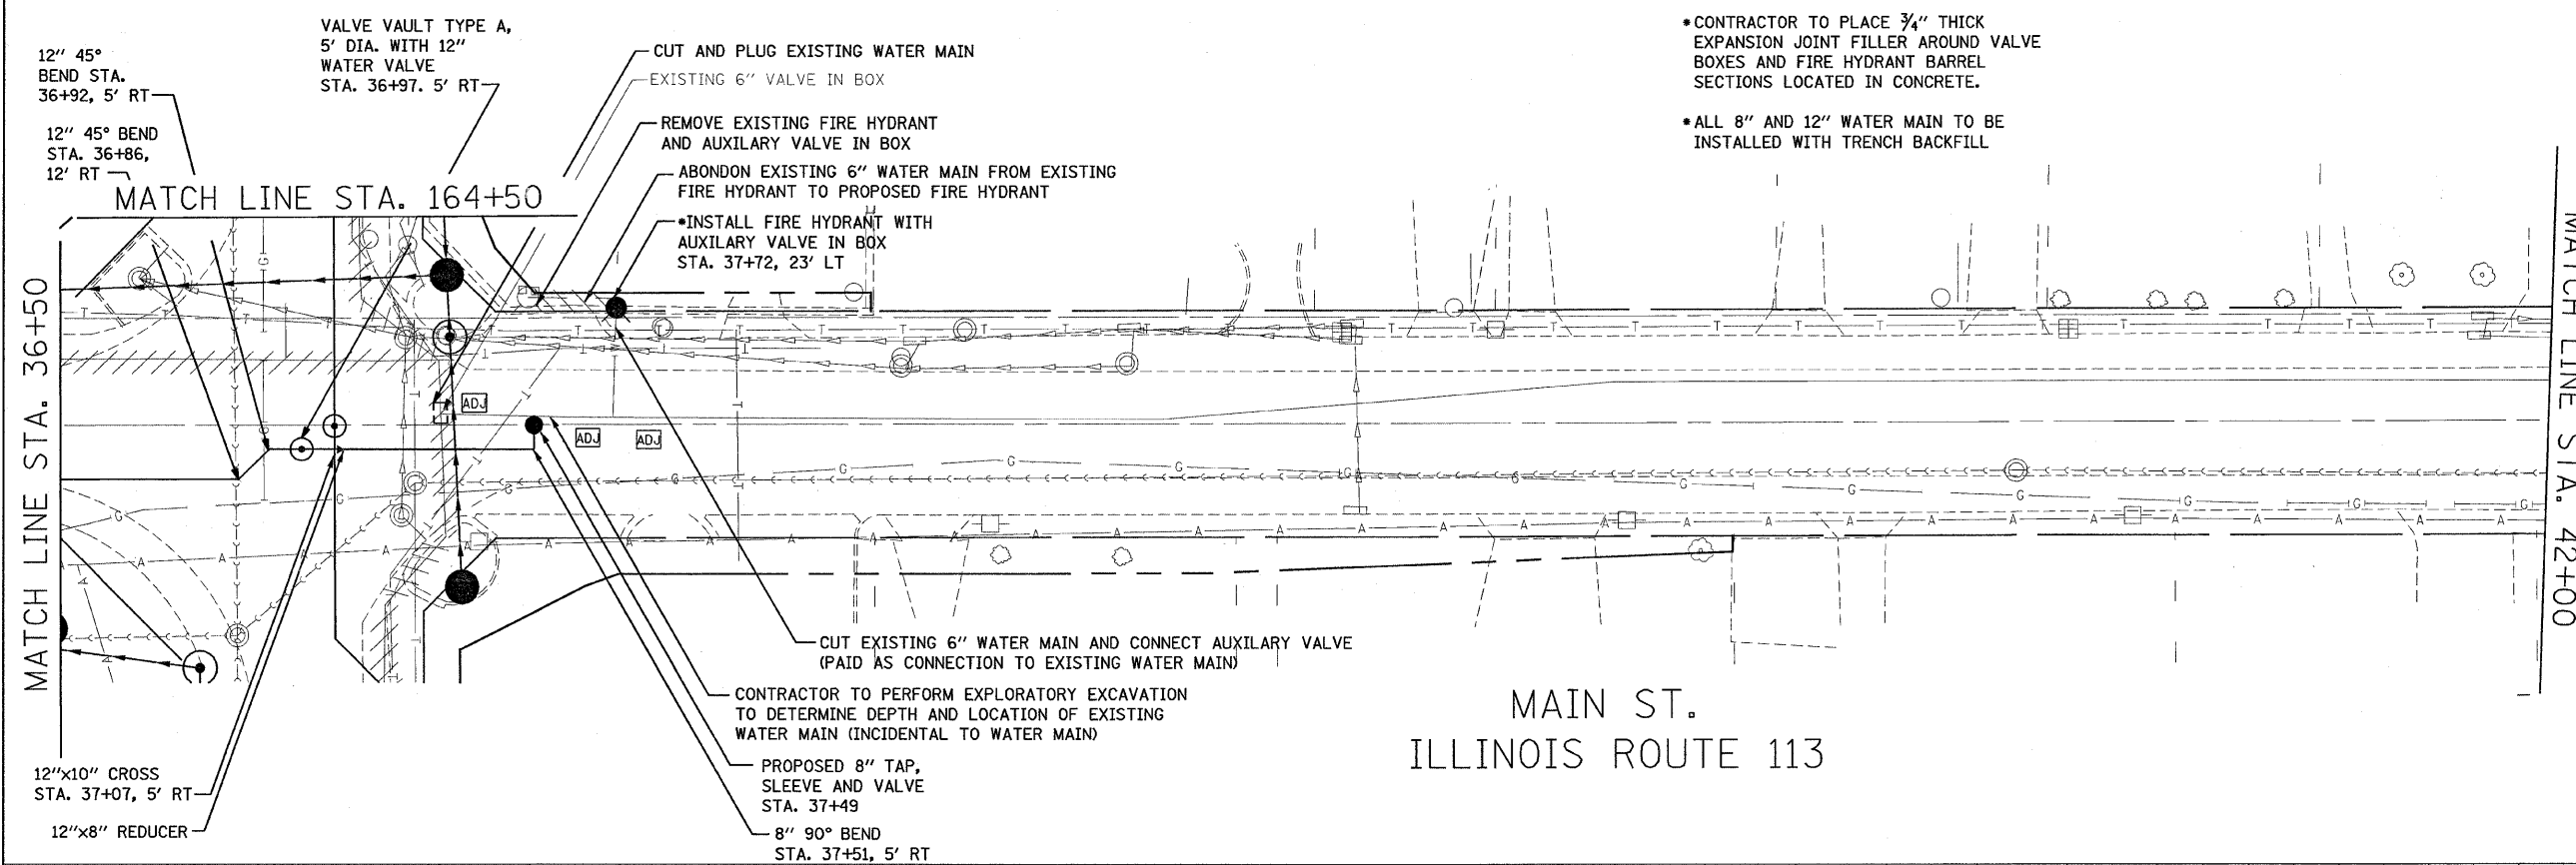 12" 45°
BEND STA.
36+92, 5' RT
12" 45° BEND
STA. 36+86,
12' RT
VALVE VAULT TYPE A,
5' DIA. WITH 12"
WATER VALVE
STA. 36+97. 5' RT
CUT AND PLUG EXISTING WATER MAIN
EXISTING 6" VALVE IN BOX
REMOVE EXISTING FIRE HYDRANT
AND AUXILARY VALVE IN BOX
ABONDON EXISTING 6" WATER MAIN FROM EXISTING
FIRE HYDRANT TO PROPOSED FIRE HYDRANT
*INSTALL FIRE HYDRANT WITH
AUXILARY VALVE IN BOX
STA. 37+72, 23' LT
*CONTRACTOR TO PLACE 3/4" THICK
EXPANSION JOINT FILLER AROUND VALVE
BOXES AND FIRE HYDRANT BARREL
SECTIONS LOCATED IN CONCRETE.
*ALL 8" AND 12" WATER MAIN TO BE
INSTALLED WITH TRENCH BACKFILL
MATCH LINE STA. 164+50
MATCH LINE STA. 36+50
MATCH LINE STA. 42+00
ADJ
ADJ
ADJ
CUT EXISTING 6" WATER MAIN AND CONNECT AUXILARY VALVE
(PAID AS CONNECTION TO EXISTING WATER MAIN)
CONTRACTOR TO PERFORM EXPLORATORY EXCAVATION
TO DETERMINE DEPTH AND LOCATION OF EXISTING
WATER MAIN (INCIDENTAL TO WATER MAIN)
PROPOSED 8" TAP,
SLEEVE AND VALVE
STA. 37+49
8" 90° BEND
STA. 37+51, 5' RT
12"x10" CROSS
STA. 37+07, 5' RT
12"x8" REDUCER
MAIN ST.
ILLINOIS ROUTE 113